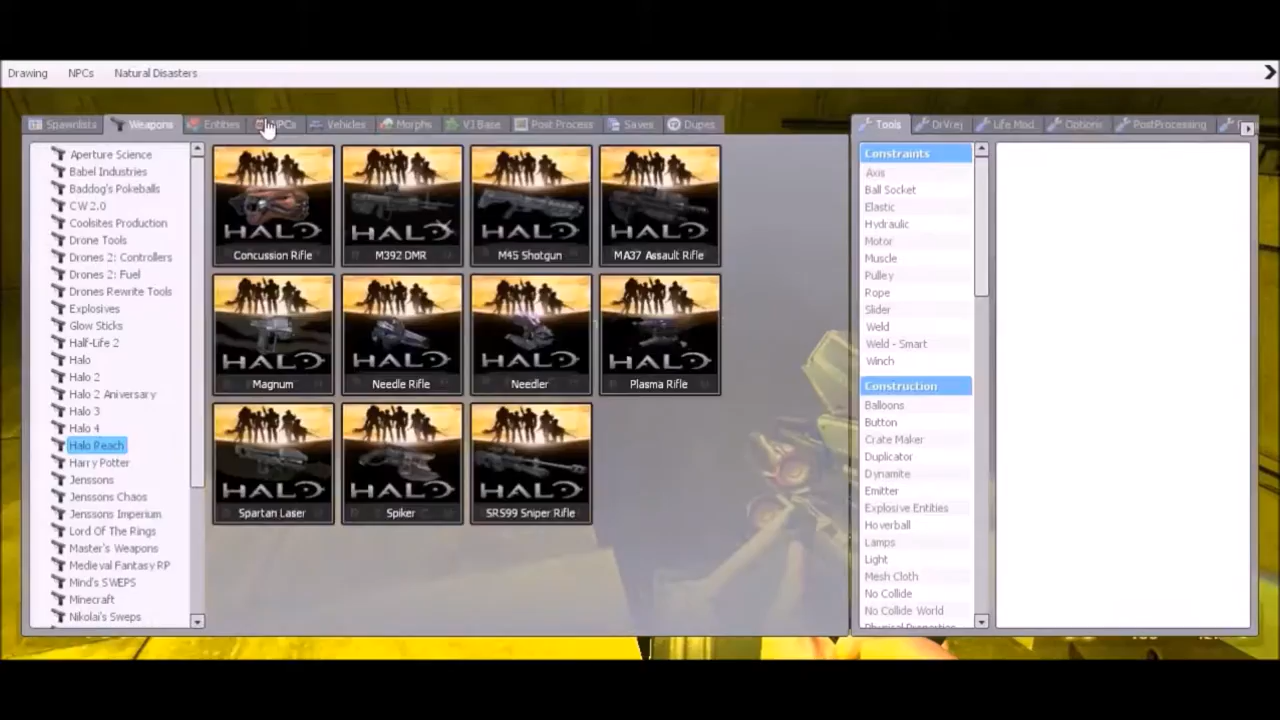 Drawing NPCs Natural Disasters
Spawnlists Weapons Entities NPCs Vehicles Morphs VJ Base Post Process Saves Dupes
Aperture Science
Babel Industries
Baddog's Pokeballs
CW 2.0
Coolsites Production
Drone Tools
Drones 2: Controllers
Drones 2: Fuel
Drones Rewrite Tools
Explosives
Glow Sticks
Half-Life 2
Halo
Halo 2
Halo 2 Aniversary
Halo 3
Halo 4
Halo Reach
Harry Potter
Jenssons
Jenssons Chaos
Jenssons Imperium
Lord Of The Rings
Master's Weapons
Medieval Fantasy RP
Mind's SWEPS
Minecraft
Nikolai's Sweps
HALO HALO HALO HALO
Concussion Rifle M392 DMR M45 Shotgun MA37 Assault Rifle
HALO HALO HALO HALO
Magnum Needle Rifle Needler Plasma Rifle
HALO HALO HALO
Spartan Laser Spiker SRS99 Sniper Rifle
Tools DrVrej Life Mod. Options PostProcessing
Constraints
Axis
Ball Socket
Elastic
Hydraulic
Motor
Muscle
Pulley
Rope
Slider
Weld
Weld - Smart
Winch
Construction
Balloons
Button
Crate Maker
Duplicator
Dynamite
Emitter
Explosive Entities
Hoverball
Lamps
Light
Mesh Cloth
No Collide
No Collide World
Physical Properties